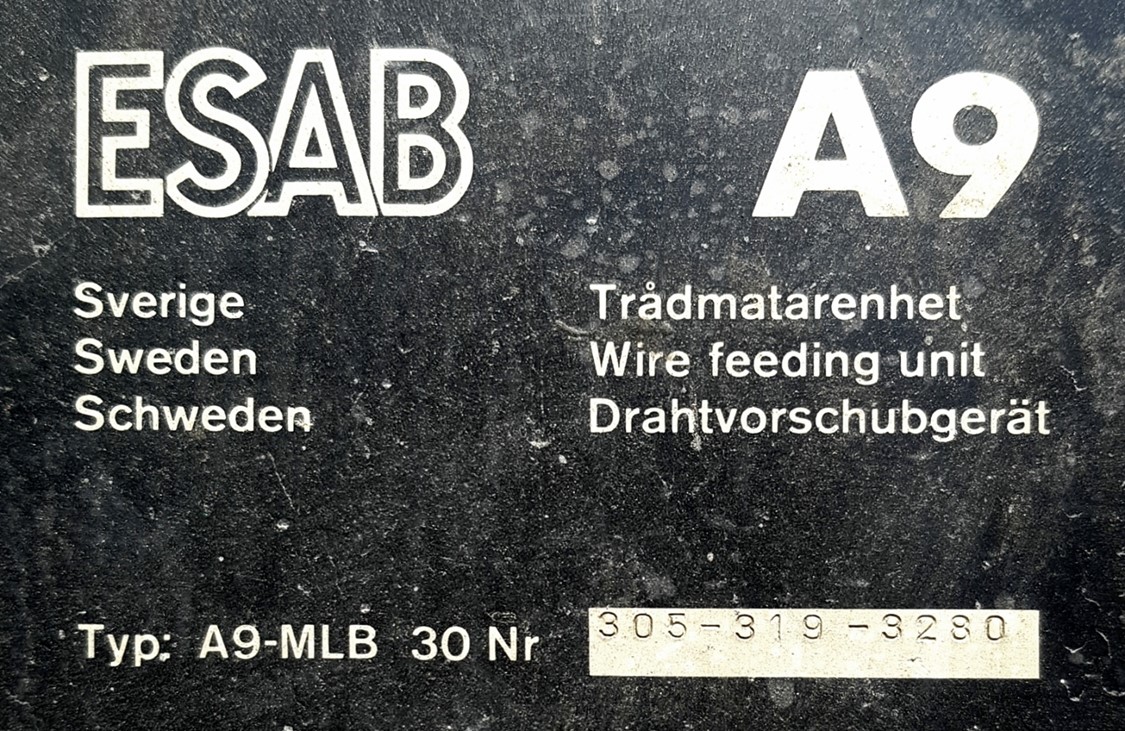 ESAB A9
Sverige
Sweden
Schweden
Trådmatarenhet
Wire feeding unit
Drahtvorschubgerät
Typ: A9-MLB 30 Nr 305-319-3280